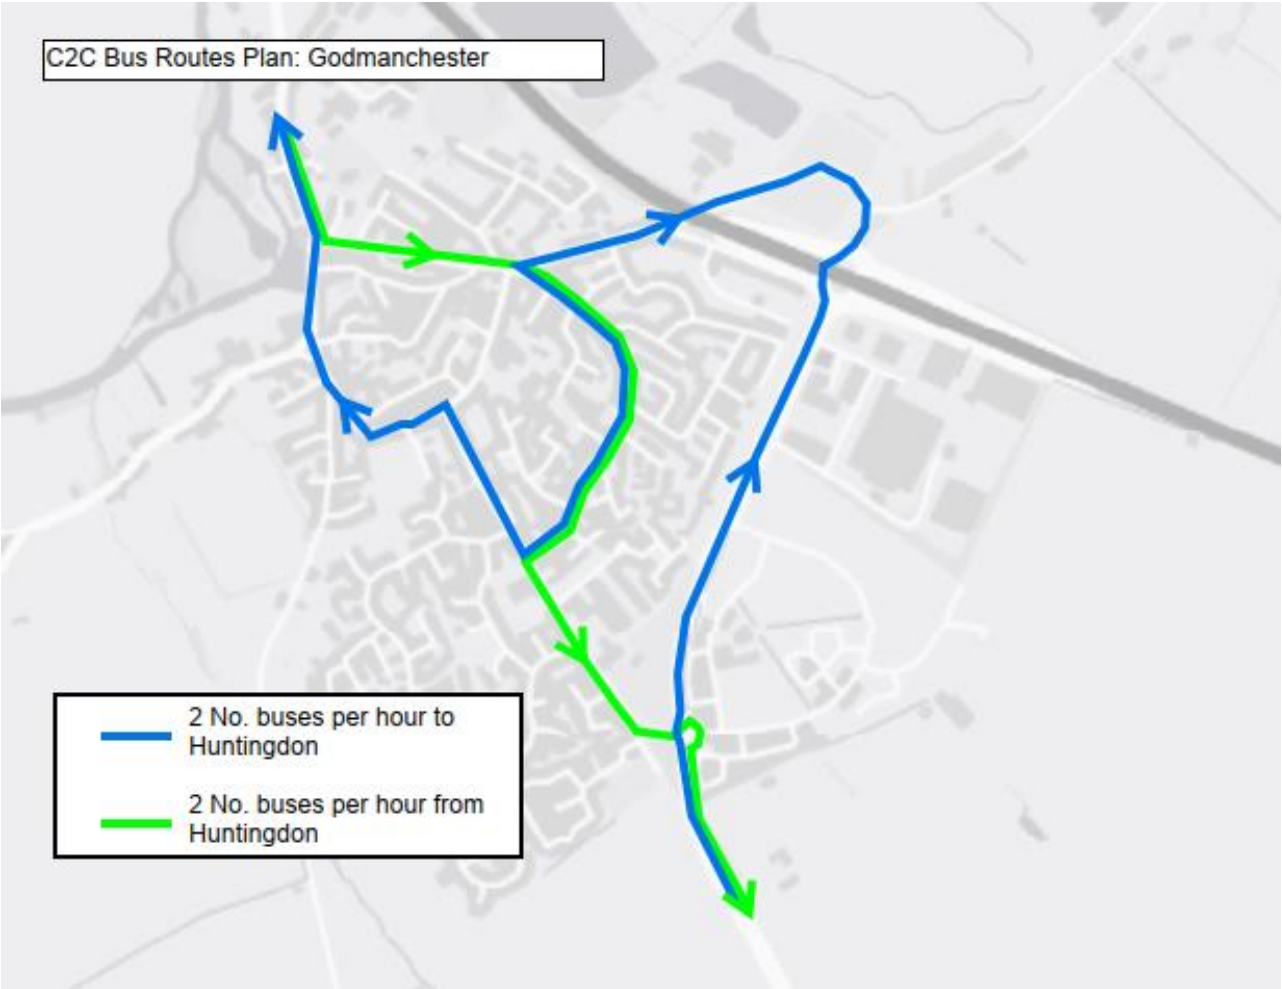 C2C Bus Routes Plan: Godmanchester
2 No. buses per hour to
Huntingdon
2 No. buses per hour from
Huntingdon